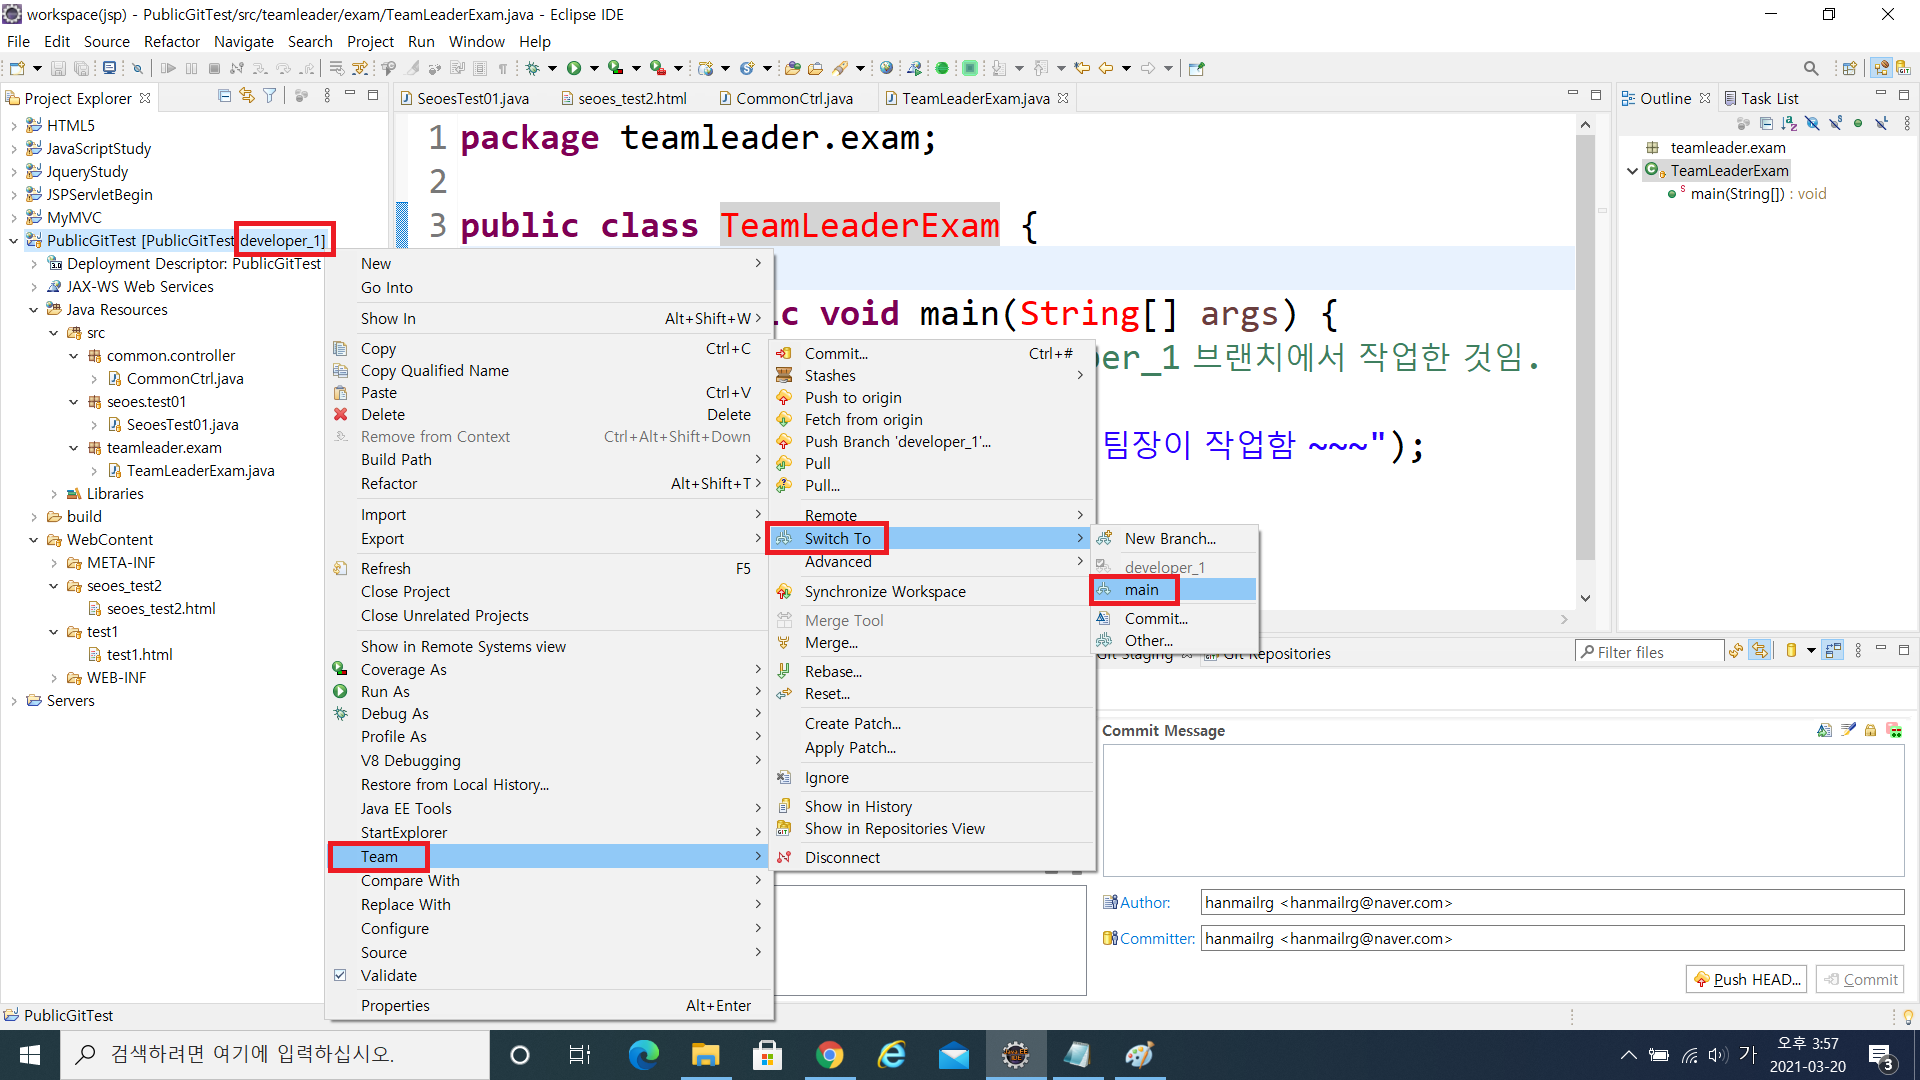 workspace(jsp) - PublicGitTest/src/teamleader/exam/TeamLeaderExam.java - Eclipse IDE
File Edit Source Refactor Navigate Search Project Run Window Help
Project Explorer
HTML5
JavaScriptStudy
JqueryStudy
JSPServletBegin
MyMVC
PublicGitTest [PublicGitTest developer_1]
Deployment Descriptor: PublicGitTest
JAX-WS Web Services
Java Resources
src
common.controller
CommonCtrl.java
seoes.test01
SeoesTest01.java
teamleader.exam
TeamLeaderExam.java
Libraries
build
WebContent
META-INF
seoes_test2
seoes_test2.html
test1
test1.html
WEB-INF
Servers
SeoesTest01.java seoes_test2.html CommonCtrl.java TeamLeaderExam.java
1 package teamleader.exam;
2
3 public class TeamLeaderExam {
ic void main(String[] args) {
per_1 브랜치에서 작업한 것임.
팀장이 작업함 ~~~");
New
Go Into
Show In Alt+Shift+W
Copy Ctrl+C
Copy Qualified Name
Paste Ctrl+V
Delete Delete
Remove from Context Ctrl+Alt+Shift+Down
Build Path
Refactor Alt+Shift+T
Import
Export
Refresh F5
Close Project
Close Unrelated Projects
Show in Remote Systems view
Coverage As
Run As
Debug As
Profile As
V8 Debugging
Restore from Local History...
Java EE Tools
StartExplorer
Team
Compare With
Replace With
Configure
Source
Validate
Properties Alt+Enter
Commit... Ctrl+#
Stashes
Push to origin
Fetch from origin
Push Branch 'developer_1'...
Pull
Pull...
Remote
Switch To
Advanced
Synchronize Workspace
Merge Tool
Merge...
Rebase...
Reset...
Create Patch...
Apply Patch...
Ignore
Show in History
Show in Repositories View
Disconnect
New Branch...
developer_1
main
Commit...
Other...
Outline Task List
teamleader.exam
TeamLeaderExam
main(String[]) : void
Git Staging Git Repositories
Filter files
Commit Message
Author: hanmailrg <hanmailrg@naver.com>
Committer: hanmailrg <hanmailrg@naver.com>
Push HEAD... Commit
PublicGitTest
검색하려면 여기에 입력하십시오.
가
오후 3:57
2021-03-20
3